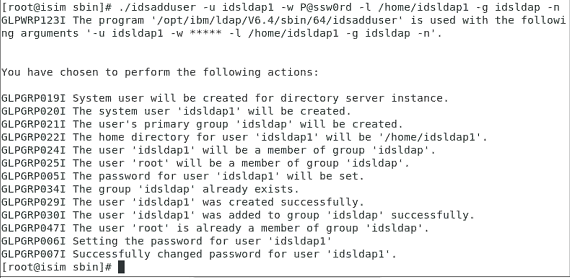 [root@isim sbin]# ./idsadduser -u idsldap1 -w P@ssw0rd -l /home/idsldap1 -g idsldap -n
GLPWRP123I The program '/opt/ibm/ldap/V6.4/sbin/64/idsadduser' is used with the followi
ng arguments '-u idsldap1 -w ***** -l /home/idsldap1 -g idsldap -n'.
You have chosen to perform the following actions:
GLPGRP019I System user will be created for directory server instance.
GLPGRP020I The system user 'idsldap1' will be created.
GLPGRP021I The user's primary group 'idsldap' will be created.
GLPGRP022I The home directory for user 'idsldap1' will be '/home/idsldap1'.
GLPGRP024I The user 'idsldap1' will be a member of group 'idsldap'.
GLPGRP025I The user 'root' will be a member of group 'idsldap'.
GLPGRP005I The password for user 'idsldap1' will be set.
GLPGRP034I The group 'idsldap' already exists.
GLPGRP029I The user 'idsldap1' was created successfully.
GLPGRP030I The user 'idsldap1' was added to group 'idsldap' successfully.
GLPGRP047I The user 'root' is already a member of group 'idsldap'.
GLPGRP006I Setting the password for user 'idsldap1'
GLPGRP007I Successfully changed password for user 'idsldap1'.
[root@isim sbin]#